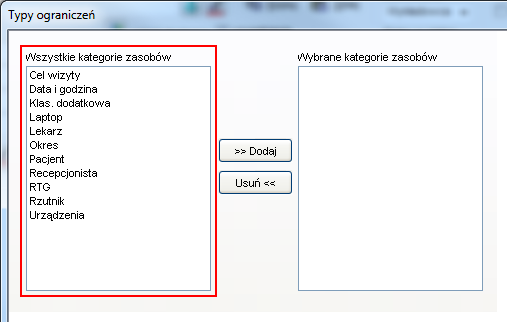 Typy ograniczeń
Wszystkie kategorie zasobów
Wybrane kategorie zasobów
Cel wizyty
Data i godzina
Klas. dodatkowa
Laptop
Lekarz
Okres
Pacjent
Recepcjonista
RTG
Rzutnik
Urządzenia
>> Dodaj
Usuń <<